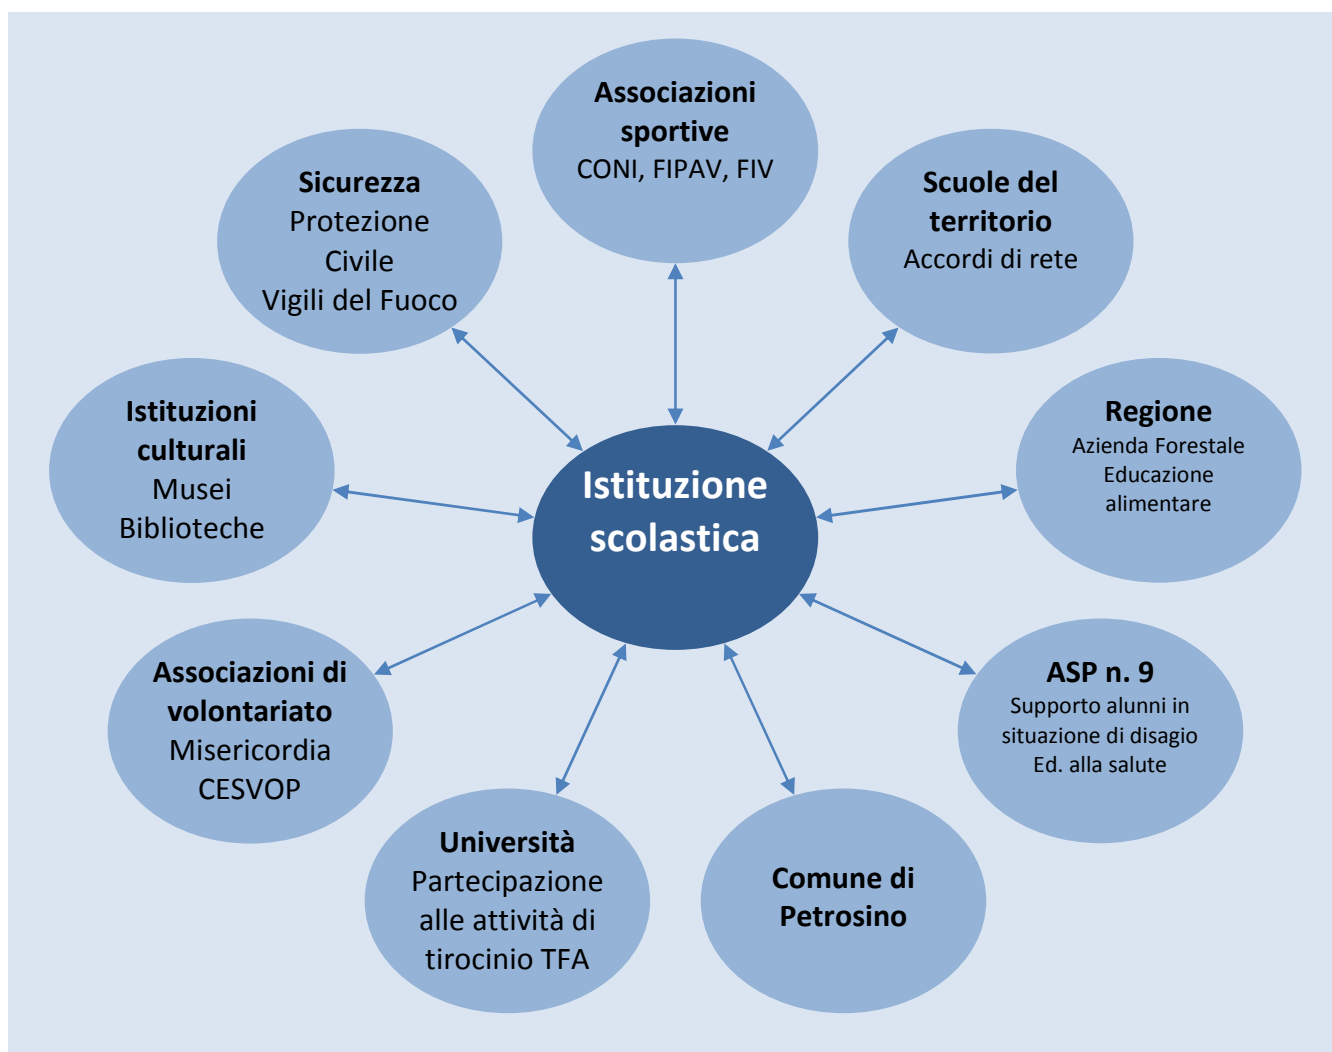 Associazioni
sportive
CONI, FIPAV, FIV
Sicurezza
Protezione
Civile
Vigili del Fuoco
Scuole del
territorio
Accordi di rete
Istituzioni
culturali
Musei
Biblioteche
Regione
Azienda Forestale
Educazione
alimentare
Istituzione
scolastica
Associazioni di
volontariato
Misericordia
CESVOP
ASP n. 9
Supporto alunni in
situazione di disagio
Ed. alla salute
Università
Partecipazione
alle attività di
tirocinio TFA
Comune di
Petrosino